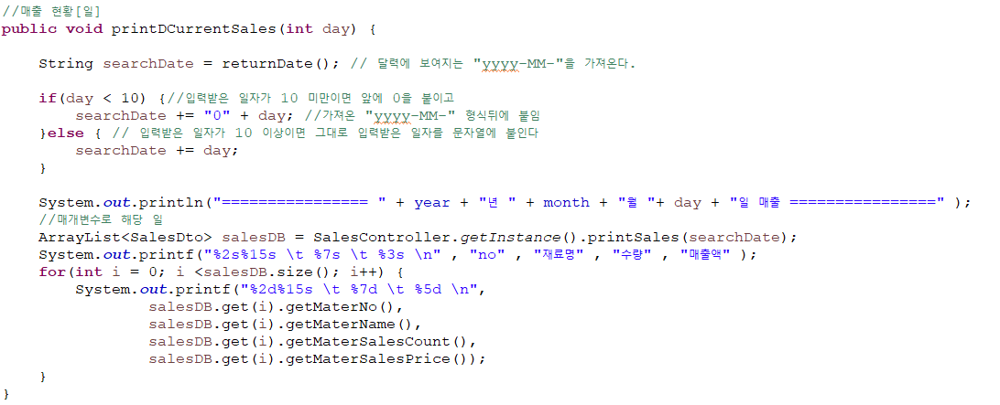 //매출 현황[일]
public void printDCurrentSales(int day) {
String searchDate = returnDate(); // 달력에 보여지는 "yyyy-MM-"을 가져온다.
if(day < 10) {//입력받은 일자가 10 미만이면 앞에 0을 붙이고
searchDate += "0" + day; //가져온 "yyyy-MM-" 형식뒤에 붙임
}else { // 입력받은 일자가 10 이상이면 그대로 입력받은 일자를 문자열에 붙인다
searchDate += day;
}
System.out.println("================ " + year + "년 " + month + "월 "+ day + "일 매출 ================" );
//매개변수로 해당 일
ArrayList<SalesDto> salesDB = SalesController.getInstance().printSales(searchDate);
System.out.printf("%2s%15s \t %7s \t %3s \n" , "no" , "재료명" , "수량" , "매출액" );
for(int i = 0; i <salesDB.size(); i++) {
System.out.printf("%2d%15s \t %7d \t %5d \n",
salesDB.get(i).getMaterNo(),
salesDB.get(i).getMaterName(),
salesDB.get(i).getMaterSalesCount(),
salesDB.get(i).getMaterSalesPrice());
}
}